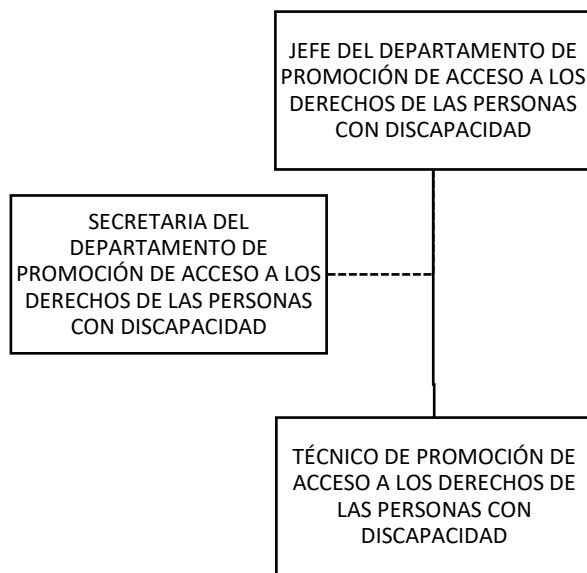 JEFE DEL DEPARTAMENTO DE
PROMOCIÓN DE ACCESO A LOS
DERECHOS DE LAS PERSONAS
CON DISCAPACIDAD
SECRETARIA DEL
DEPARTAMENTO DE
PROMOCIÓN DE ACCESO A LOS
DERECHOS DE LAS PERSONAS
CON DISCAPACIDAD
TÉCNICO DE PROMOCIÓN DE
ACCESO A LOS DERECHOS DE
LAS PERSONAS CON
DISCAPACIDAD